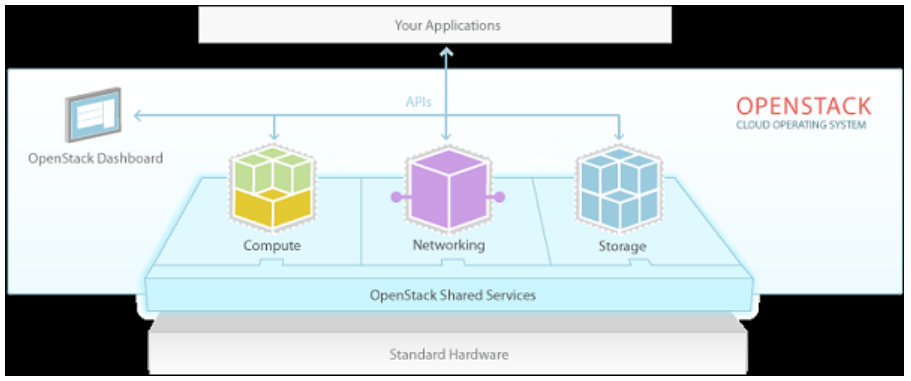 Your Applications
APIs
OPENSTACK
CLOUD OPERATING SYSTEM
OpenStack Dashboard
Compute
Networking
Storage
OpenStack Shared Services
Standard Hardware